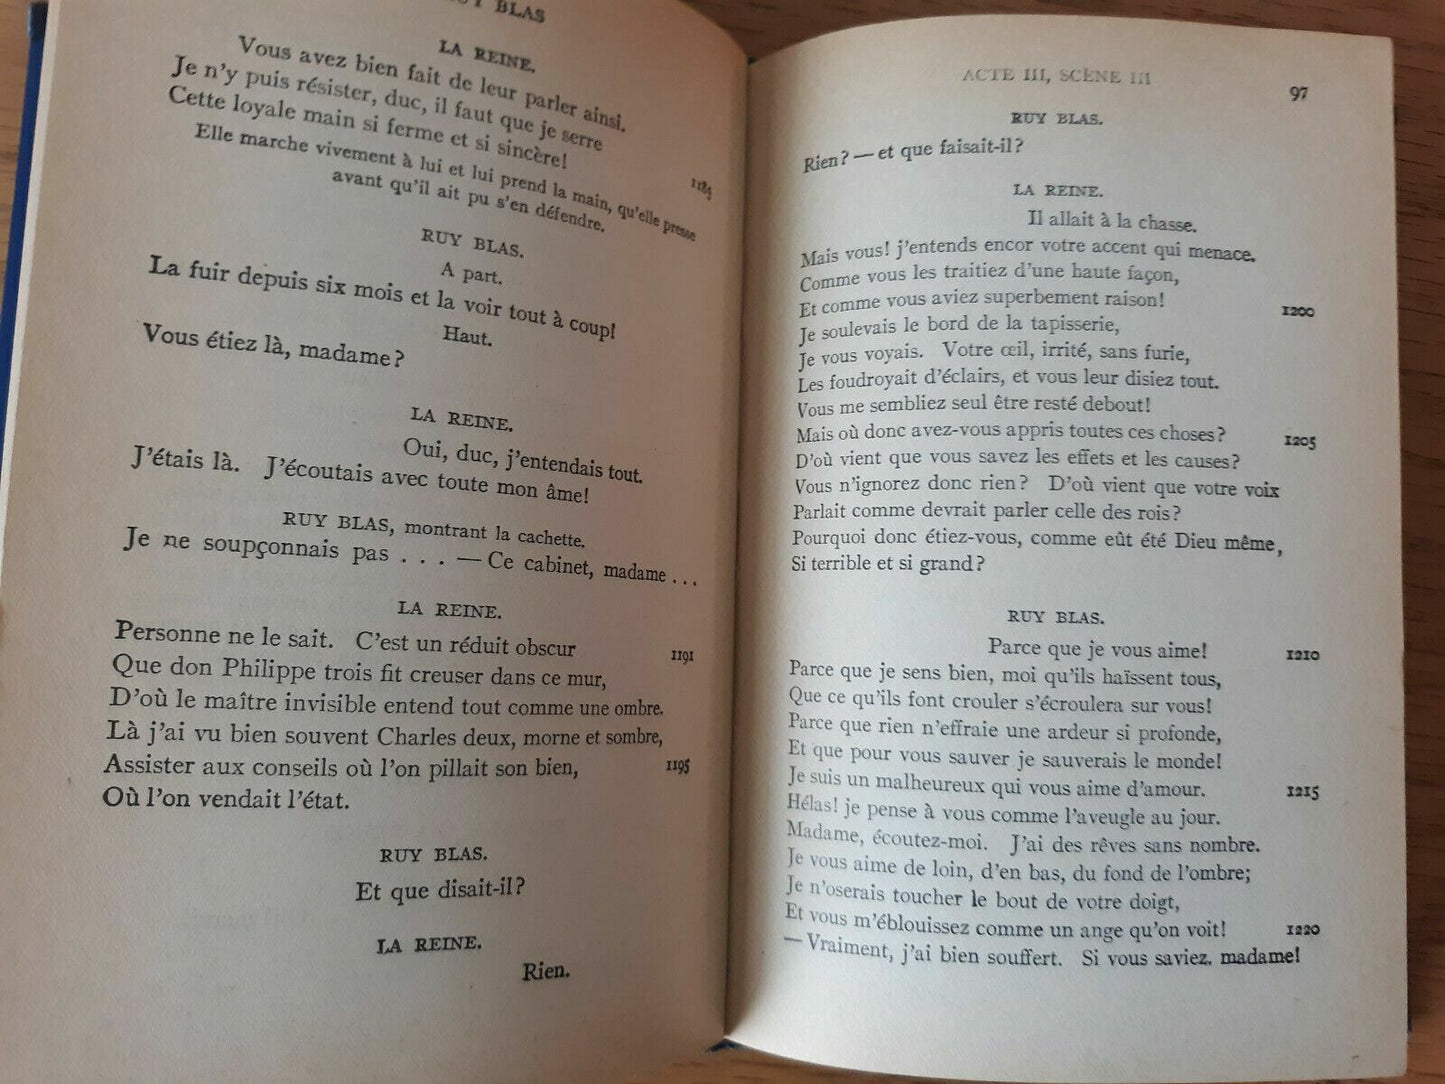 RUY BLAS
LA REINE.
Vous avez bien fait de leur parler ainsi.
Je n'y puis résister, duc, il faut que je serre
Cette loyale main si ferme et si sincère!
Elle marche vivement à lui et lui prend la main, qu'elle presse 1185
avant qu'il ait pu s'en défendre.
RUY BLAS.
A part.
La fuir depuis six mois et la voir tout à coup!
Haut.
Vous étiez là, madame?
LA REINE.
Oui, duc, j'entendais tout.
J'étais là. J'écoutais avec toute mon âme!
RUY BLAS, montrant la cachette.
Je ne soupçonnais pas . . . — Ce cabinet, madame . . .
LA REINE.
Personne ne le sait. C'est un réduit obscur 1191
Que don Philippe trois fit creuser dans ce mur,
D'où le maître invisible entend tout comme une ombre.
Là j'ai vu bien souvent Charles deux, morne et sombre,
Assister aux conseils où l'on pillait son bien, 1195
Où l'on vendait l'état.
RUY BLAS.
Et que disait-il?
LA REINE.
Rien.
ACTE III, SCÈNE III 97
RUY BLAS.
Rien? — et que faisait-il?
LA REINE.
Il allait à la chasse.
Mais vous! j'entends encor votre accent qui menace.
Comme vous les traitiez d'une haute façon,
Et comme vous aviez superbement raison! 1200
Je soulevais le bord de la tapisserie,
Je vous voyais. Votre œil, irrité, sans furie,
Les foudroyait d'éclairs, et vous leur disiez tout.
Vous me sembliez seul être resté debout!
Mais où donc avez-vous appris toutes ces choses? 1205
D'où vient que vous savez les effets et les causes?
Vous n'ignorez donc rien? D'où vient que votre voix
Parlait comme devrait parler celle des rois?
Pourquoi donc étiez-vous, comme eût été Dieu même,
Si terrible et si grand?
RUY BLAS.
Parce que je vous aime! 1210
Parce que je sens bien, moi qu'ils haïssent tous,
Que ce qu'ils font crouler s'écroulera sur vous!
Parce que rien n'effraie une ardeur si profonde,
Et que pour vous sauver je sauverais le monde!
Je suis un malheureux qui vous aime d'amour. 1215
Hélas! je pense à vous comme l'aveugle au jour.
Madame, écoutez-moi. J'ai des rêves sans nombre.
Je vous aime de loin, d'en bas, du fond de l'ombre;
Je n'oserais toucher le bout de votre doigt,
Et vous m'éblouissez comme un ange qu'on voit! 1220
— Vraiment, j'ai bien souffert. Si vous saviez, madame!